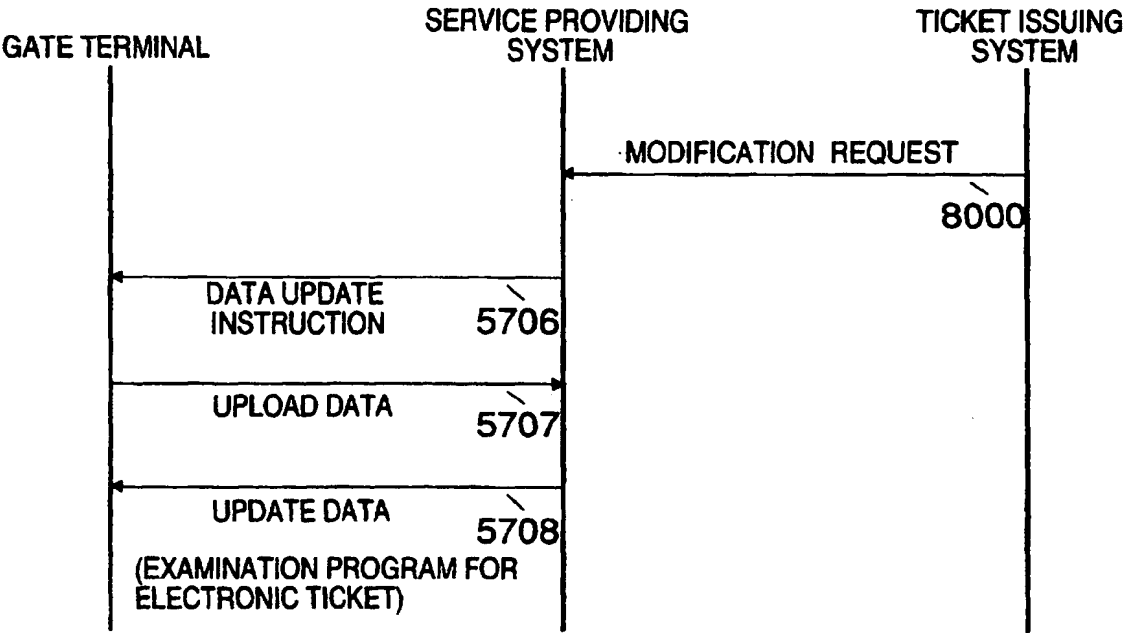 GATE TERMINAL
SERVICE PROVIDING
SYSTEM
TICKET ISSUING
SYSTEM
MODIFICATION REQUEST
8000
DATA UPDATE
INSTRUCTION
5706
UPLOAD DATA
5707
UPDATE DATA
5708
(EXAMINATION PROGRAM FOR
ELECTRONIC TICKET)